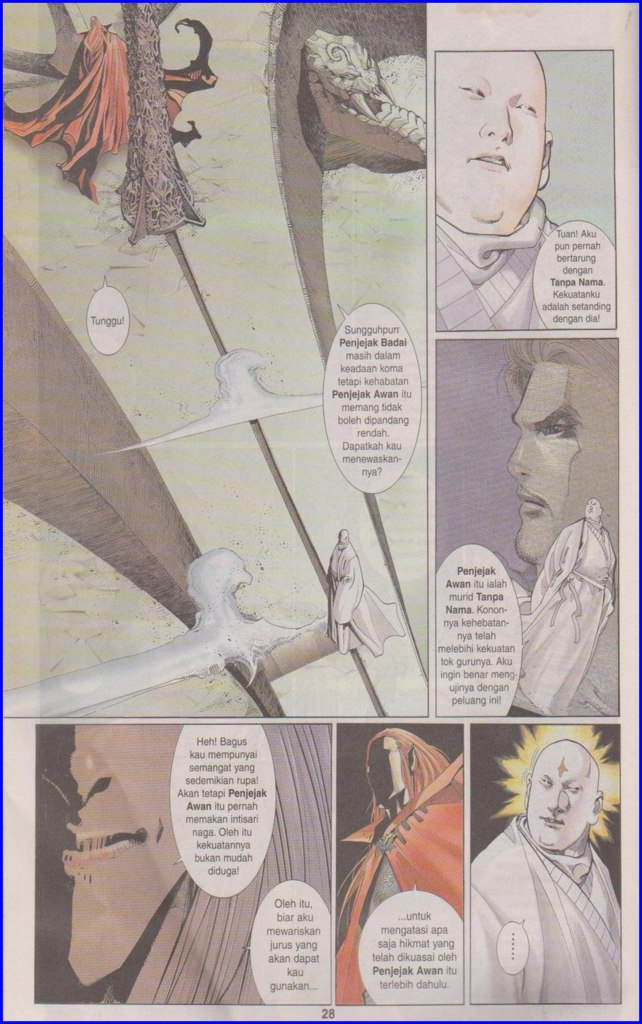 Tunggu!
Sungguhpun
Penjejak Badai
masih dalam
keadaan koma
tetapi kehabatan
Penjejak Awan itu
memang tidak
boleh dipandang
rendah.
Dapatkah kau
menewaskan-
nya?
Tuan! Aku
pun pernah
bertarung
dengan
Tanpa Nama.
Kekuatanku
adalah setanding
dengan dia!
Penjejak
Awan itu ialah
murid Tanpa
Nama. Konon-
nya kehebatan-
nya telah
melebihi kekuatan
tok gurunya. Aku
ingin benar meng-
ujinya dengan
peluang ini!
Heh! Bagus
kau mempunyai
semangat yang
sedemikian rupa!
Akan tetapi Penjejak
Awan itu pernah
memakan intisari
naga. Oleh itu
kekuatannya
bukan mudah
diduga!
Oleh itu,
biar aku
mewariskan
jurus yang
akan dapat
kau
gunakan...
...untuk
mengatasi apa
saja hikmat yang
telah dikuasai oleh
Penjejak Awan itu
terlebih dahulu.
......
28